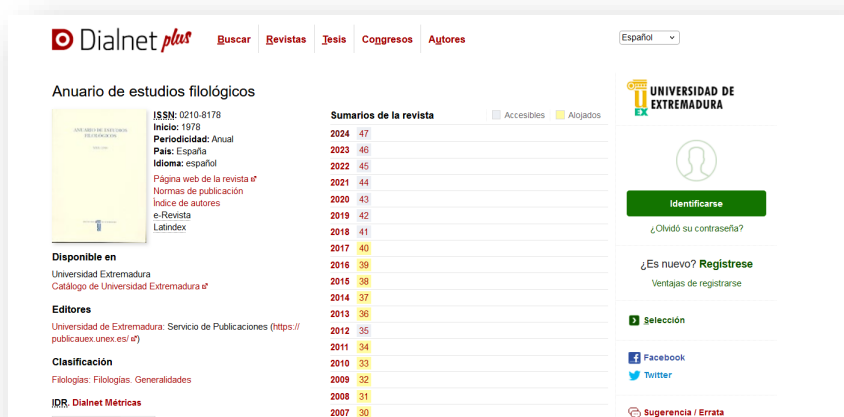 Dialnet plus
Buscar Revistas Tesis Congresos Autores
Español
Anuario de estudios filológicos
ANUARIO DE ESTUDIOS
FILOLÓGICOS
ISSN: 0210-8178
Inicio: 1978
Periodicidad: Anual
País: España
Idioma: español
Página web de la revista
Normas de publicación
Índice de autores
e-Revista
Latindex
Disponible en
Universidad Extremadura
Catálogo de Universidad Extremadura
Editores
Universidad de Extremadura: Servicio de Publicaciones (https://
publicauex.unex.es/)
Clasificación
Filologías: Filologías. Generalidades
IDR. Dialnet Métricas
Sumarios de la revista Accesibles Alojados
2024 47
2023 46
2022 45
2021 44
2020 43
2019 42
2018 41
2017 40
2016 39
2015 38
2014 37
2013 36
2012 35
2011 34
2010 33
2009 32
2008 31
2007 30
UNIVERSIDAD DE
EXTREMADURA
UEX
Identificarse
¿Olvidó su contraseña?
¿Es nuevo? Regístrese
Ventajas de registrarse
Selección
Facebook
Twitter
Sugerencia / Errata